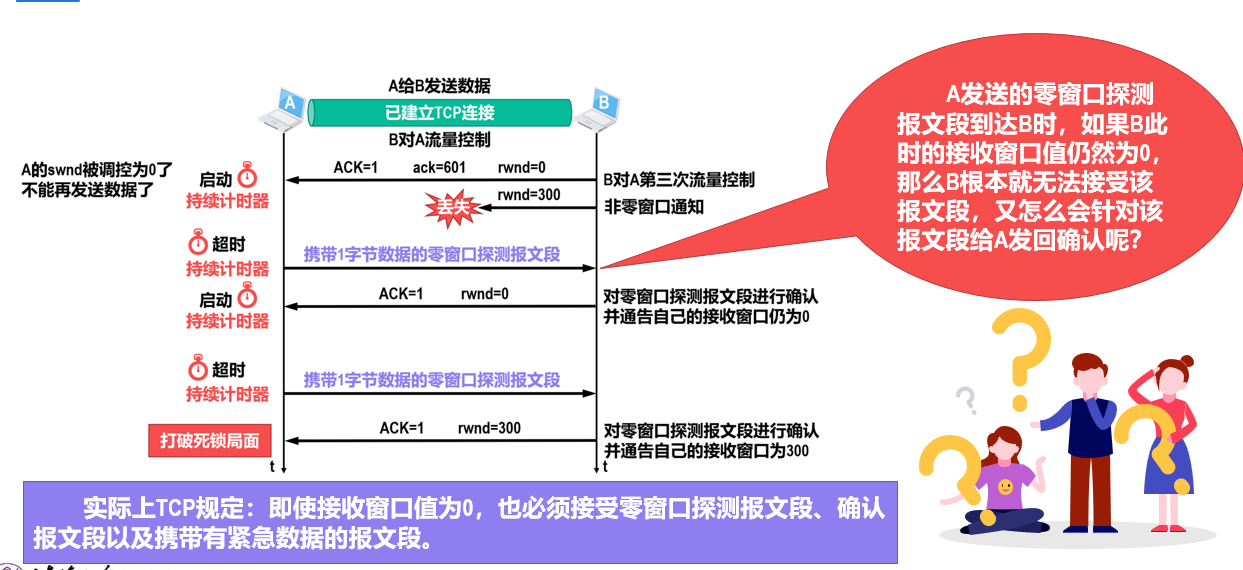 A给B发送数据
A
B
已建立TCP连接
B对A流量控制
A的swnd被调控为0了
不能再发送数据了
启动
持续计时器
ACK=1 ack=601 rwnd=0
B对A第三次流量控制
丢失
rwnd=300
非零窗口通知
超时
持续计时器
携带1字节数据的零窗口探测报文段
启动
持续计时器
ACK=1 rwnd=0
对零窗口探测报文段进行确认
并通告自己的接收窗口仍为0
超时
持续计时器
携带1字节数据的零窗口探测报文段
打破死锁局面
ACK=1 rwnd=300
对零窗口探测报文段进行确认
并通告自己的接收窗口为300
t
t
A发送的零窗口探测
报文段到达B时，如果B此
时的接收窗口值仍然为0，
那么B根本就无法接受该
报文段，又怎么会针对该
报文段给A发回确认呢？
实际上TCP规定：即使接收窗口值为0，也必须接受零窗口探测报文段、确认
报文段以及携带有紧急数据的报文段。